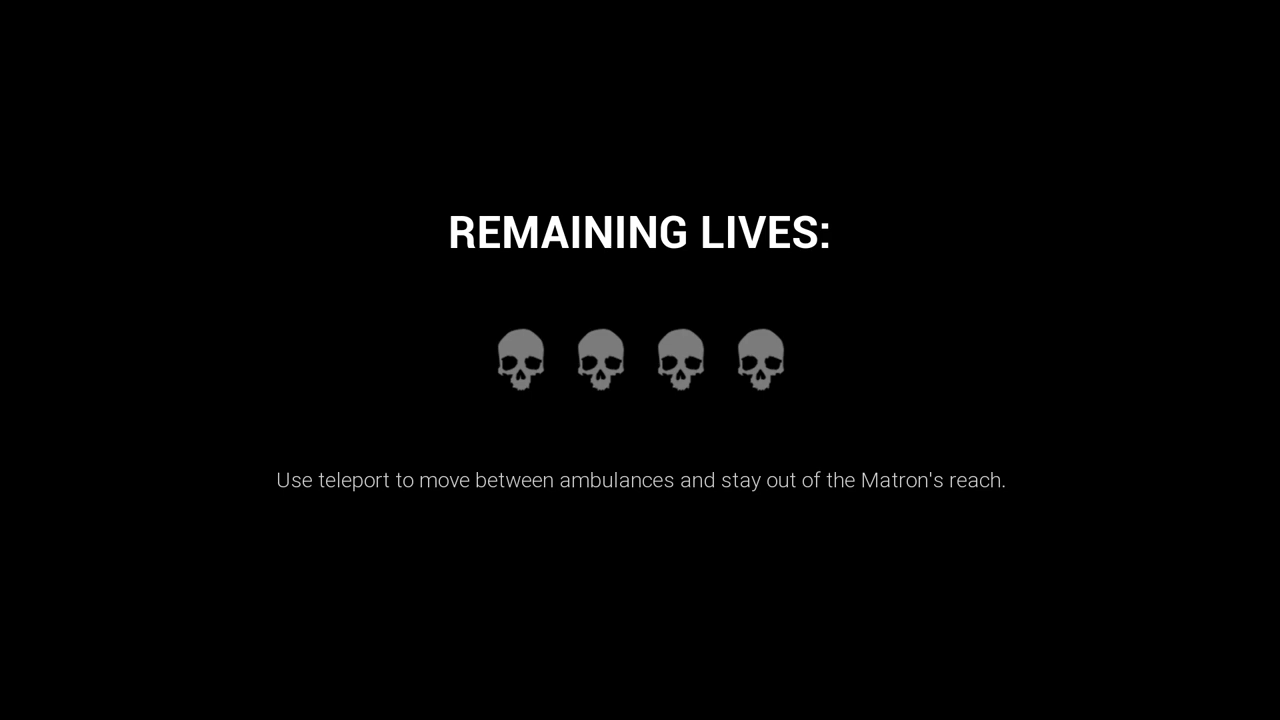 REMAINING LIVES:
Use teleport to move between ambulances and stay out of the Matron's reach.